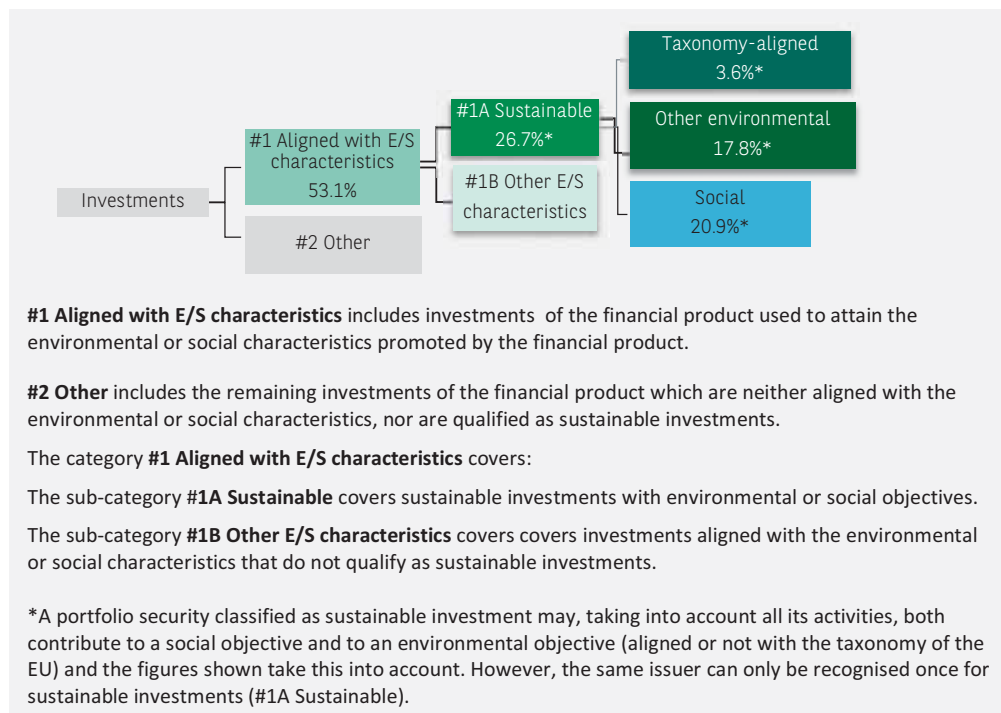 Taxonomy-aligned
3.6%*
#1A Sustainable
26.7%*
Other environmental
17.8%*
#1 Aligned with E/S
characteristics
53.1%
#1B Other E/S
characteristics
Investments
Social
20.9%*
#2 Other
#1 Aligned with E/S characteristics includes investments of the financial product used to attain the
environmental or social characteristics promoted by the financial product.
#2 Other includes the remaining investments of the financial product which are neither aligned with the
environmental or social characteristics, nor are qualified as sustainable investments.
The category #1 Aligned with E/S characteristics covers:
The sub-category #1A Sustainable covers sustainable investments with environmental or social objectives.
The sub-category #1B Other E/S characteristics covers covers investments aligned with the environmental
or social characteristics that do not qualify as sustainable investments.
*A portfolio security classified as sustainable investment may, taking into account all its activities, both
contribute to a social objective and to an environmental objective (aligned or not with the taxonomy of the
EU) and the figures shown take this into account. However, the same issuer can only be recognised once for
sustainable investments (#1A Sustainable).